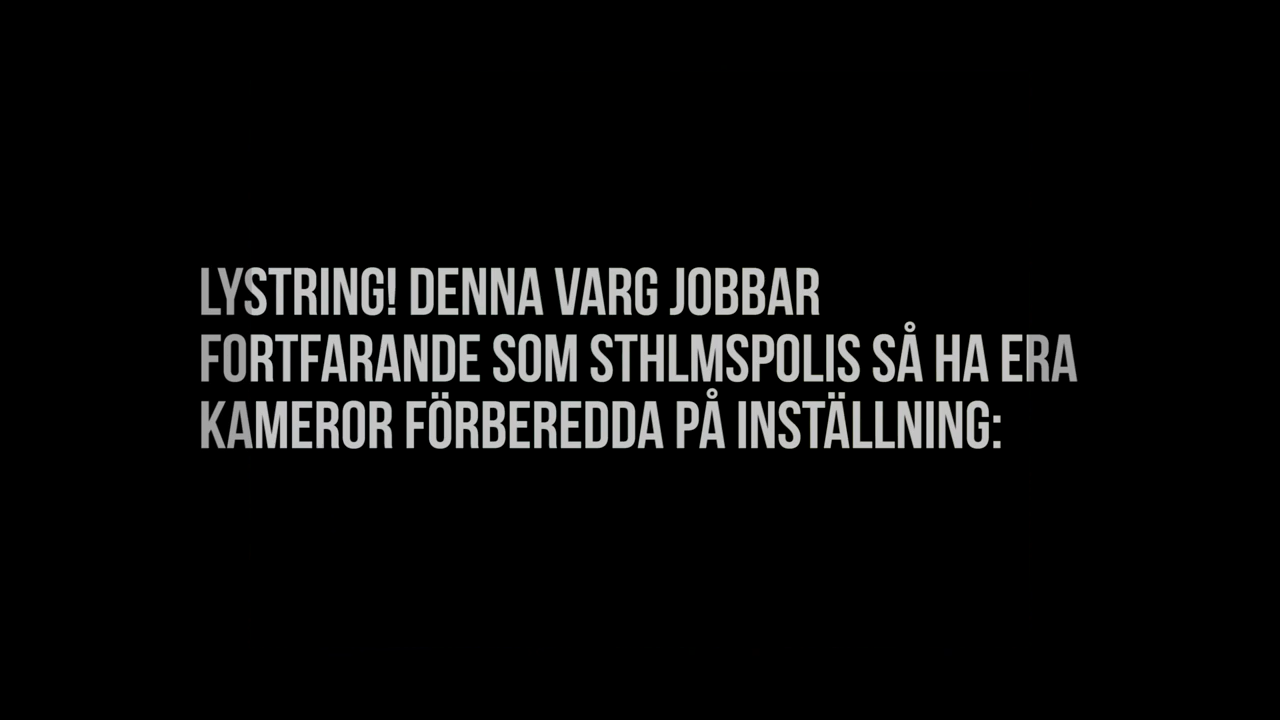 LYSTRING! DENNA VARG JOBBAR
FORTFARANDE SOM STHLMSPOLIS SÅ HA ERA
KAMEROR FÖRBEREDDA PÅ INSTÄLLNING: